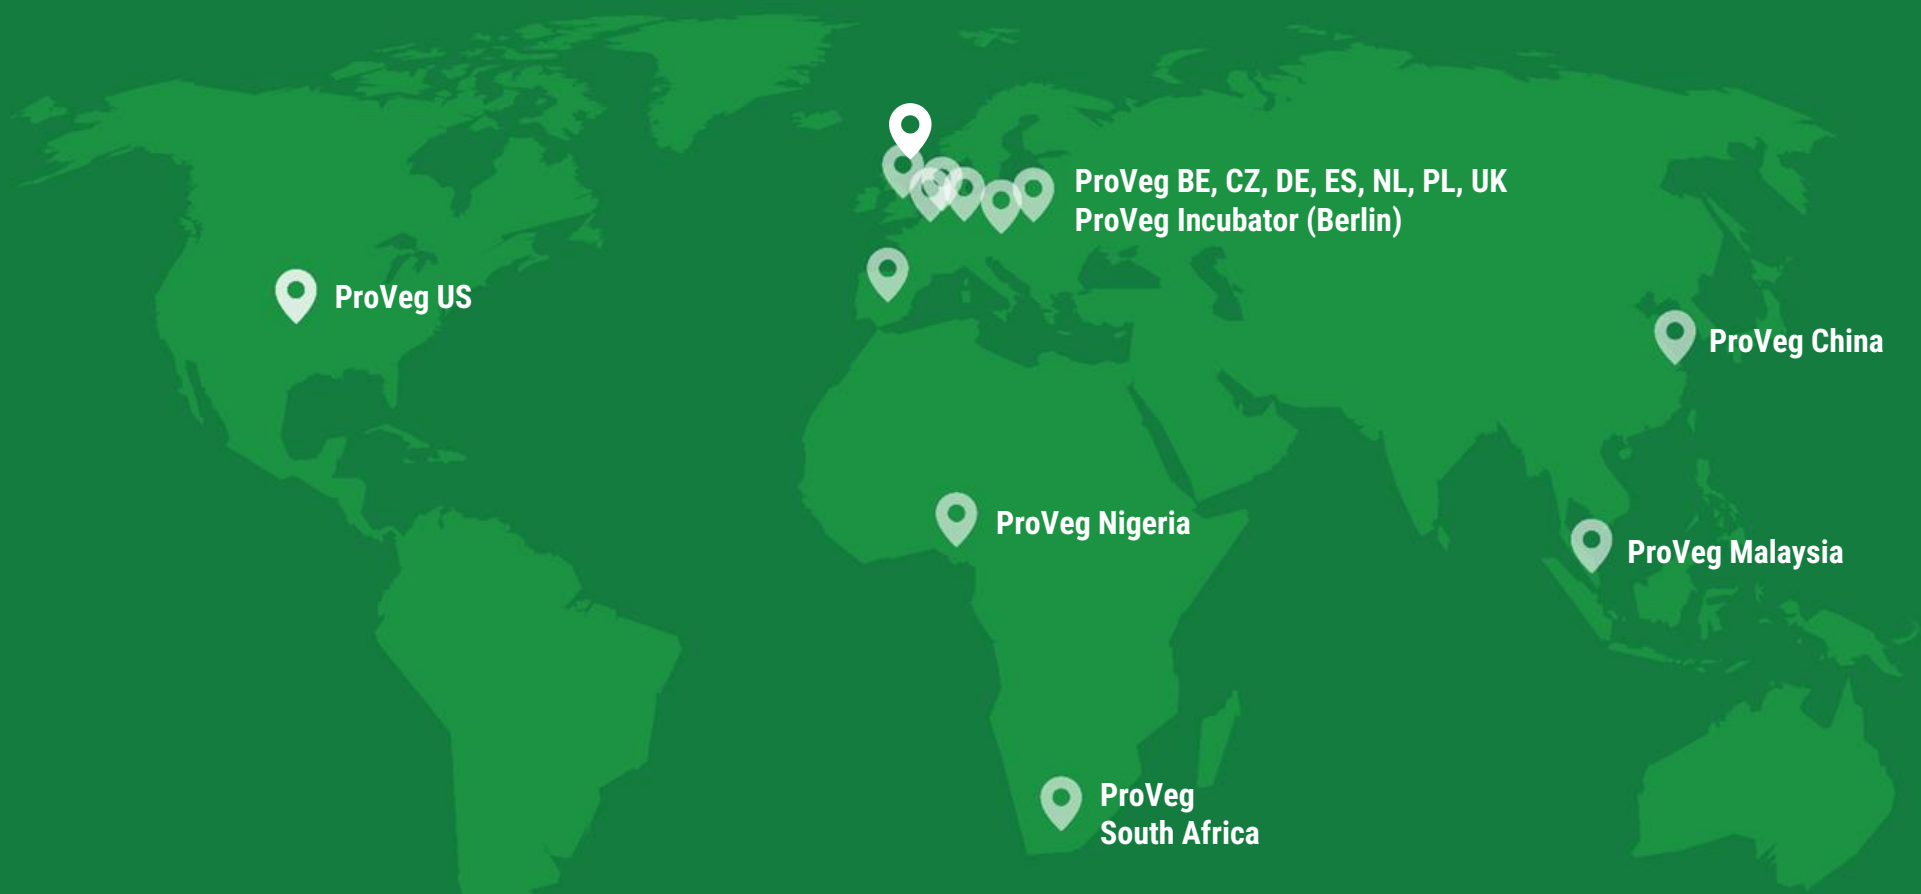 ProVeg BE, CZ, DE, ES, NL, PL, UK
ProVeg Incubator (Berlin)
ProVeg US
ProVeg China
ProVeg Nigeria
ProVeg Malaysia
ProVeg
South Africa